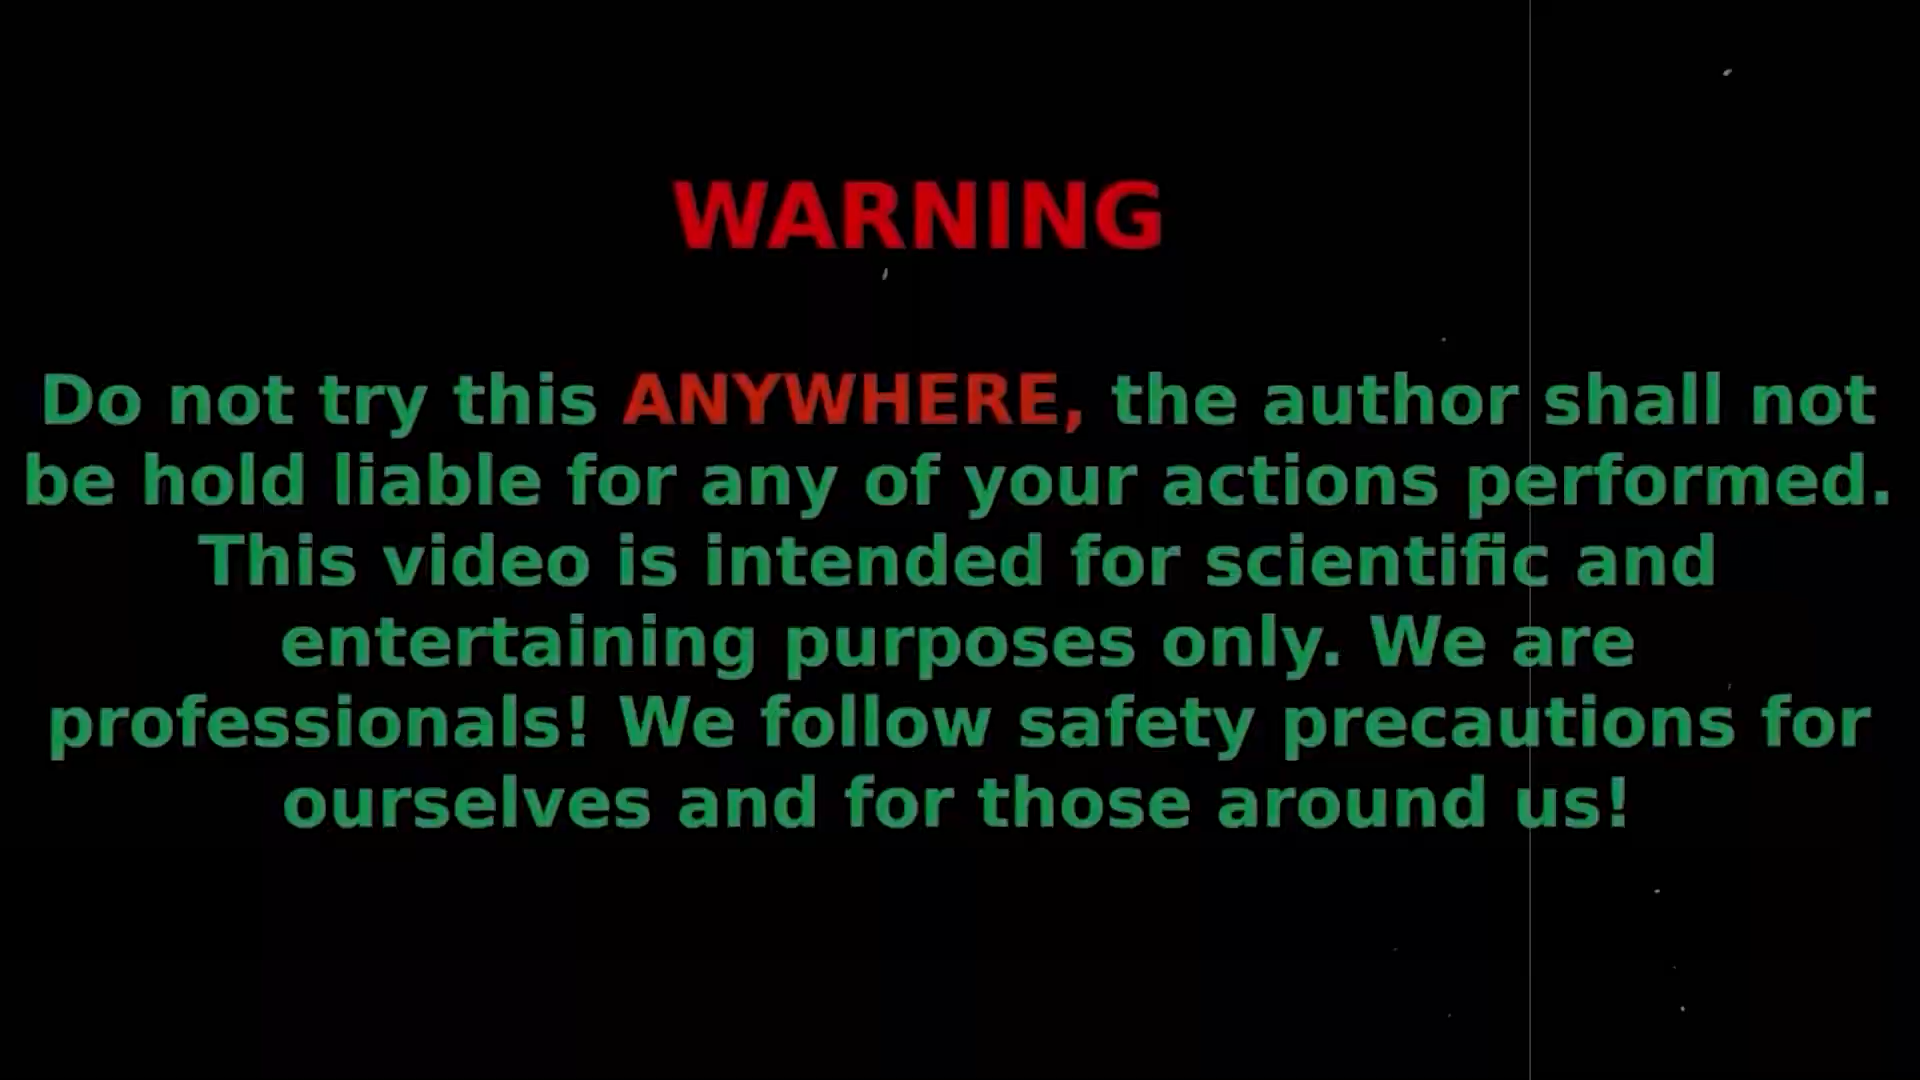 WARNING
Do not try this ANYWHERE, the author shall not
be hold liable for any of your actions performed.
This video is intended for scientific and
entertaining purposes only. We are
professionals! We follow safety precautions for
ourselves and for those around us!